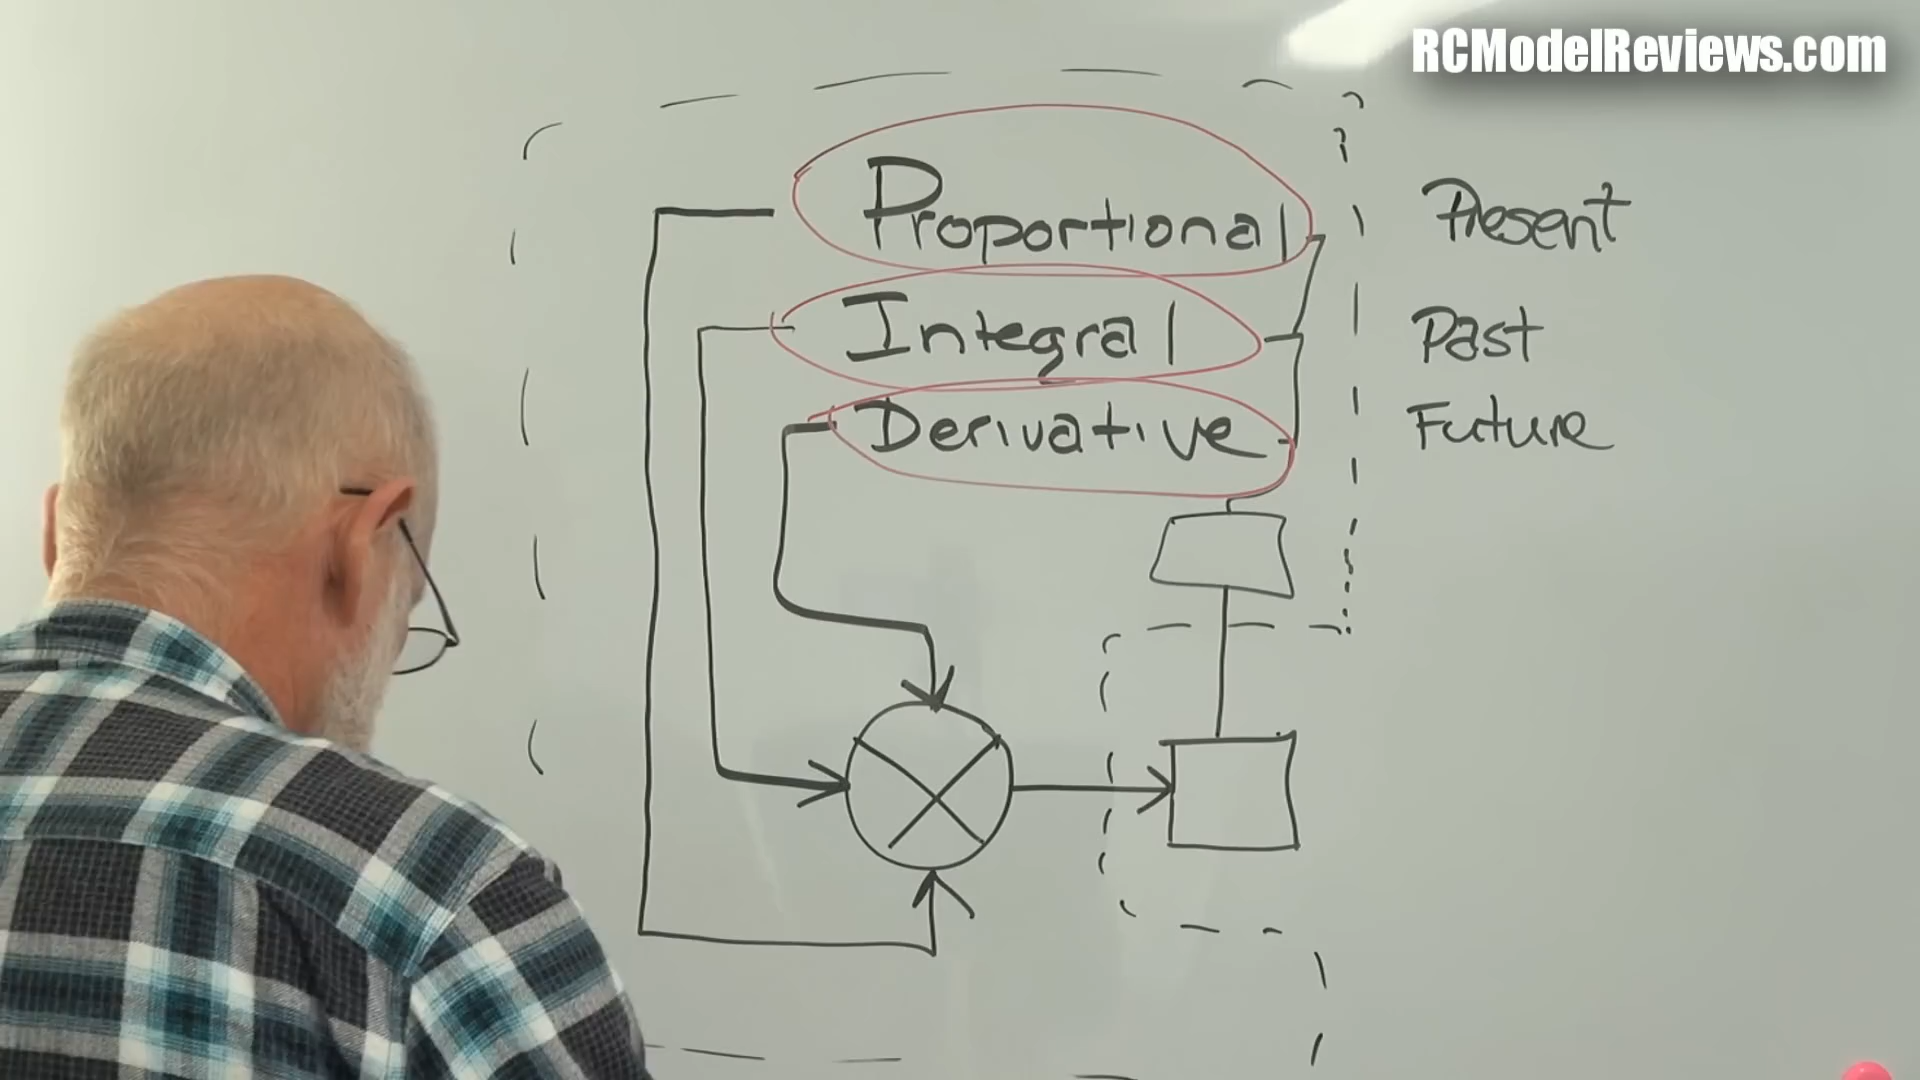 RCModelReviews.com
Proportional
Present
Integral
Past
Derivative
Future